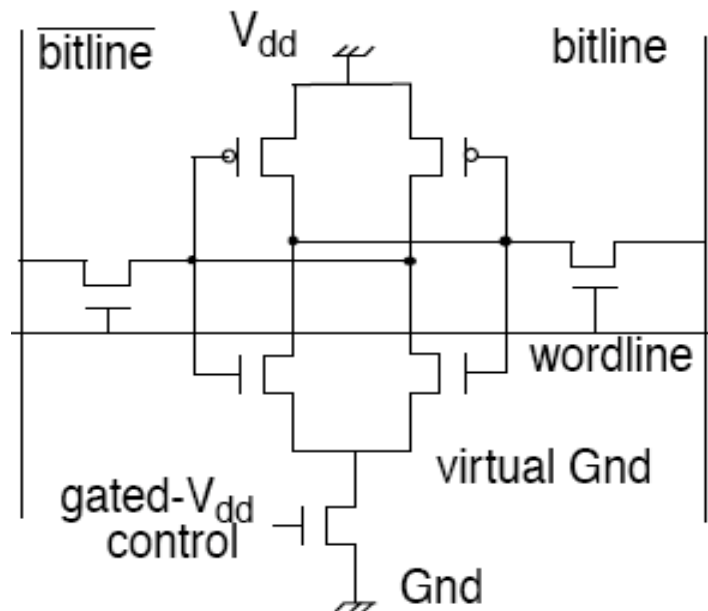 bitline
Vdd
bitline
wordline
virtual Gnd
gated-Vdd
control
Gnd